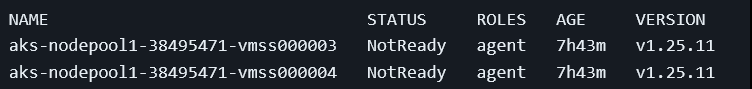 NAME STATUS ROLES AGE VERSION
aks-nodepool1-38495471-vmss000003 NotReady agent 7h43m v1.25.11
aks-nodepool1-38495471-vmss000004 NotReady agent 7h43m v1.25.11